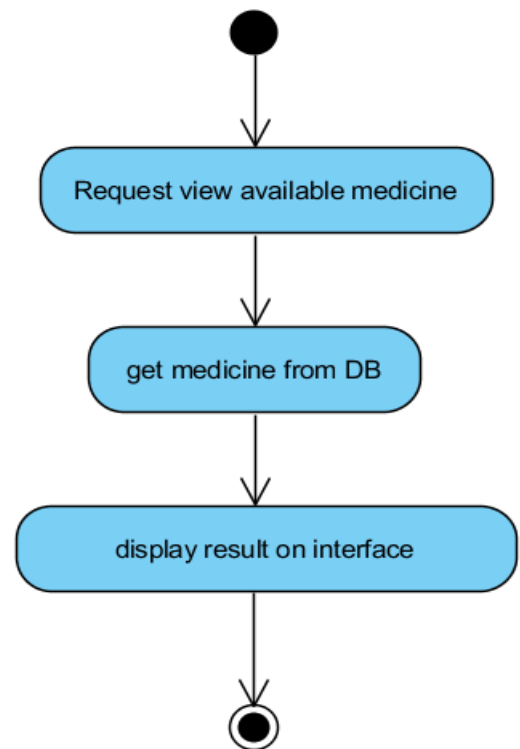 Request view available medicine
get medicine from DB
display result on interface